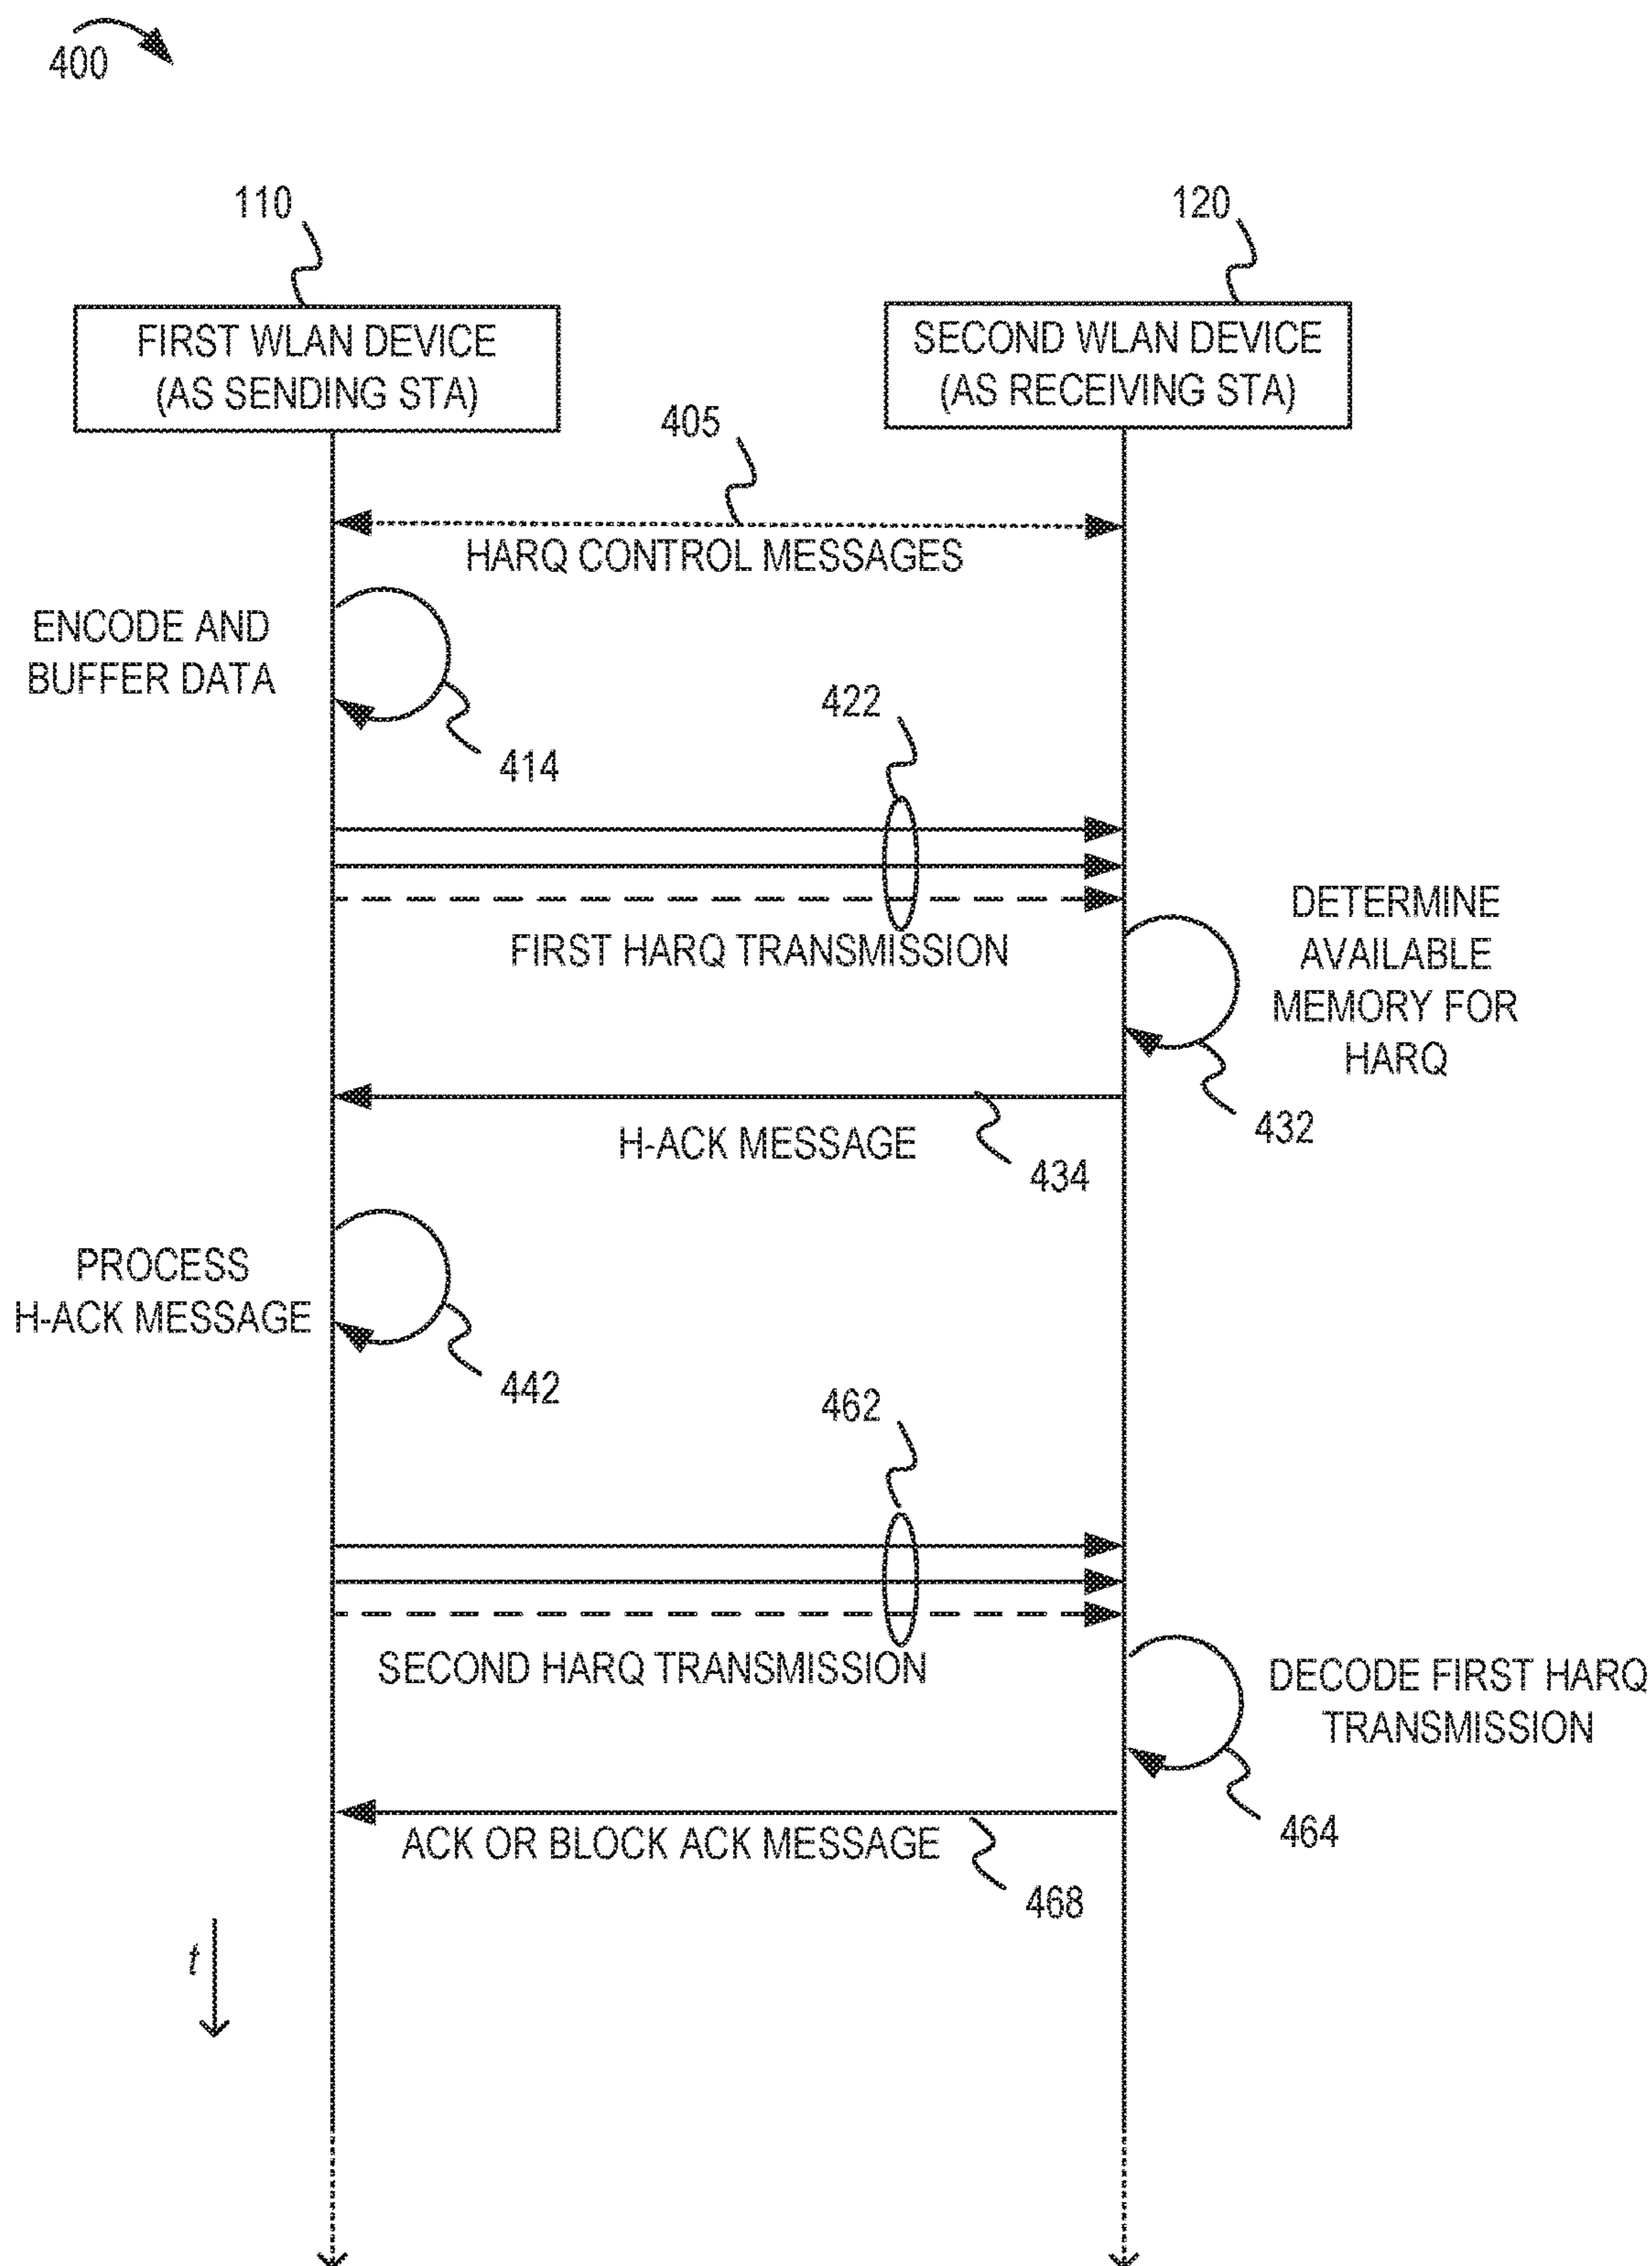 400
110
120
FIRST WLAN DEVICE
(AS SENDING STA)
SECOND WLAN DEVICE
(AS RECEIVING STA)
405
HARQ CONTROL MESSAGES
ENCODE AND
BUFFER DATA
414
422
FIRST HARQ TRANSMISSION
DETERMINE
AVAILABLE
MEMORY FOR
HARQ
432
H-ACK MESSAGE
434
PROCESS
H-ACK MESSAGE
442
462
SECOND HARQ TRANSMISSION
DECODE FIRST HARQ
TRANSMISSION
464
ACK OR BLOCK ACK MESSAGE
468
t